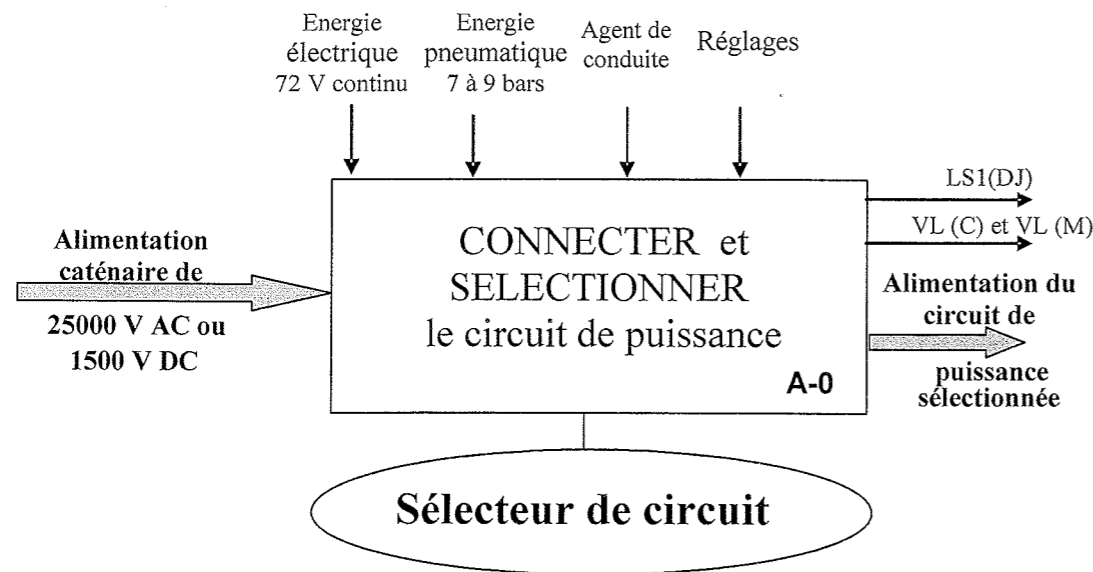 Energie
électrique
72 V continu
Energie
pneumatique
7 à 9 bars
Agent de
conduite
Réglages
LS1(DJ)
VL (C) et VL (M)
Alimentation
caténaire de
25000 V AC ou
1500 V DC
CONNECTER et
SELECTIONNER
le circuit de puissance
A-0
Alimentation du
circuit de
puissance
sélectionnée
Sélecteur de circuit